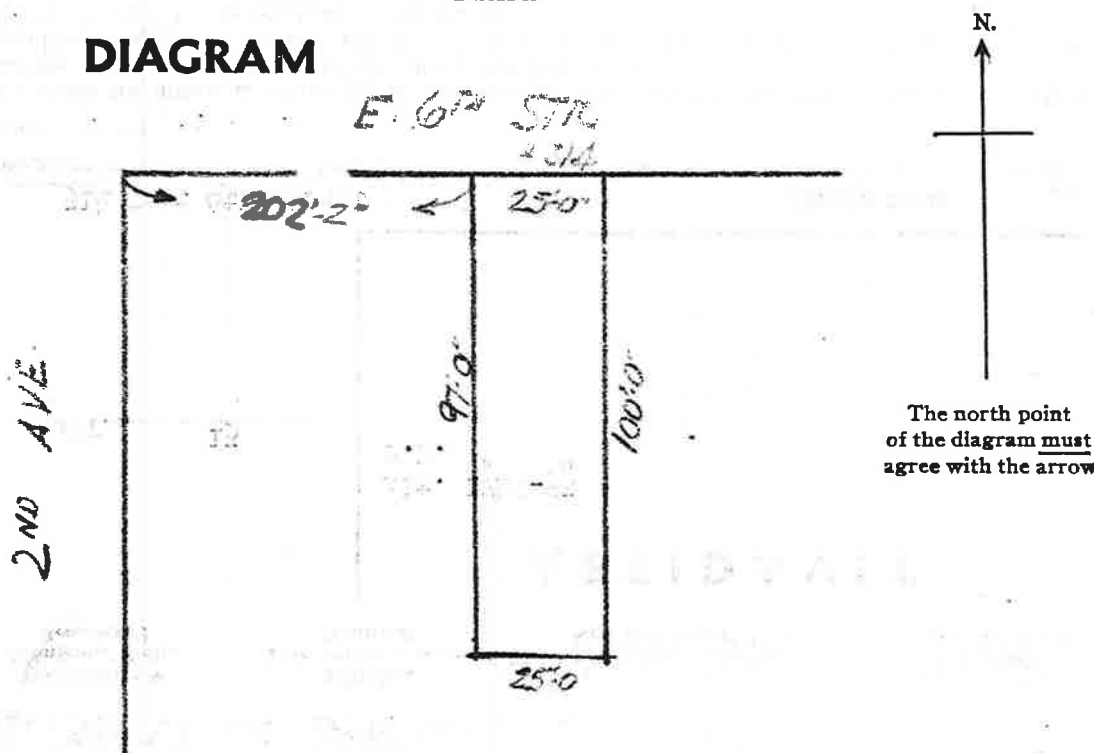 DIAGRAM
N.
E. 6TH STR
#314
202'-2"
25'-0"
97'-0"
100'-0"
2ND AVE
25'-0
The north point
of the diagram must
agree with the arrow